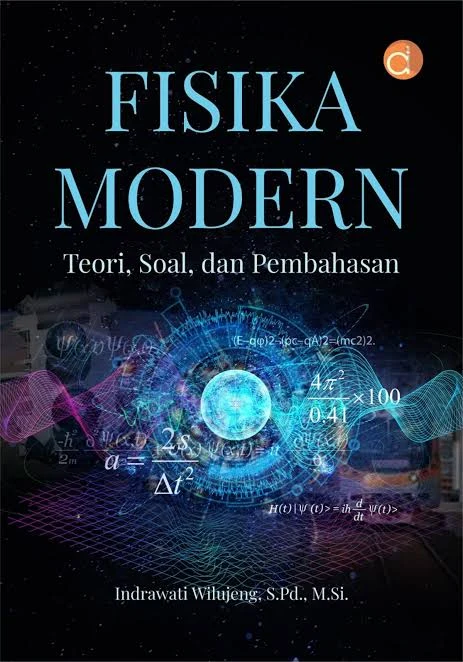 FISIKA
MODERN
Teori, Soal, dan Pembahasan
(E-qφ)2-(pc-qA)2=(mc2)2.
4π²
×100
0.41
a = 2s
Δt²
H(t)|ψ(t)> = iħ d/dt ψ(t)>
Indrawati Wilujeng, S.Pd., M.Si.